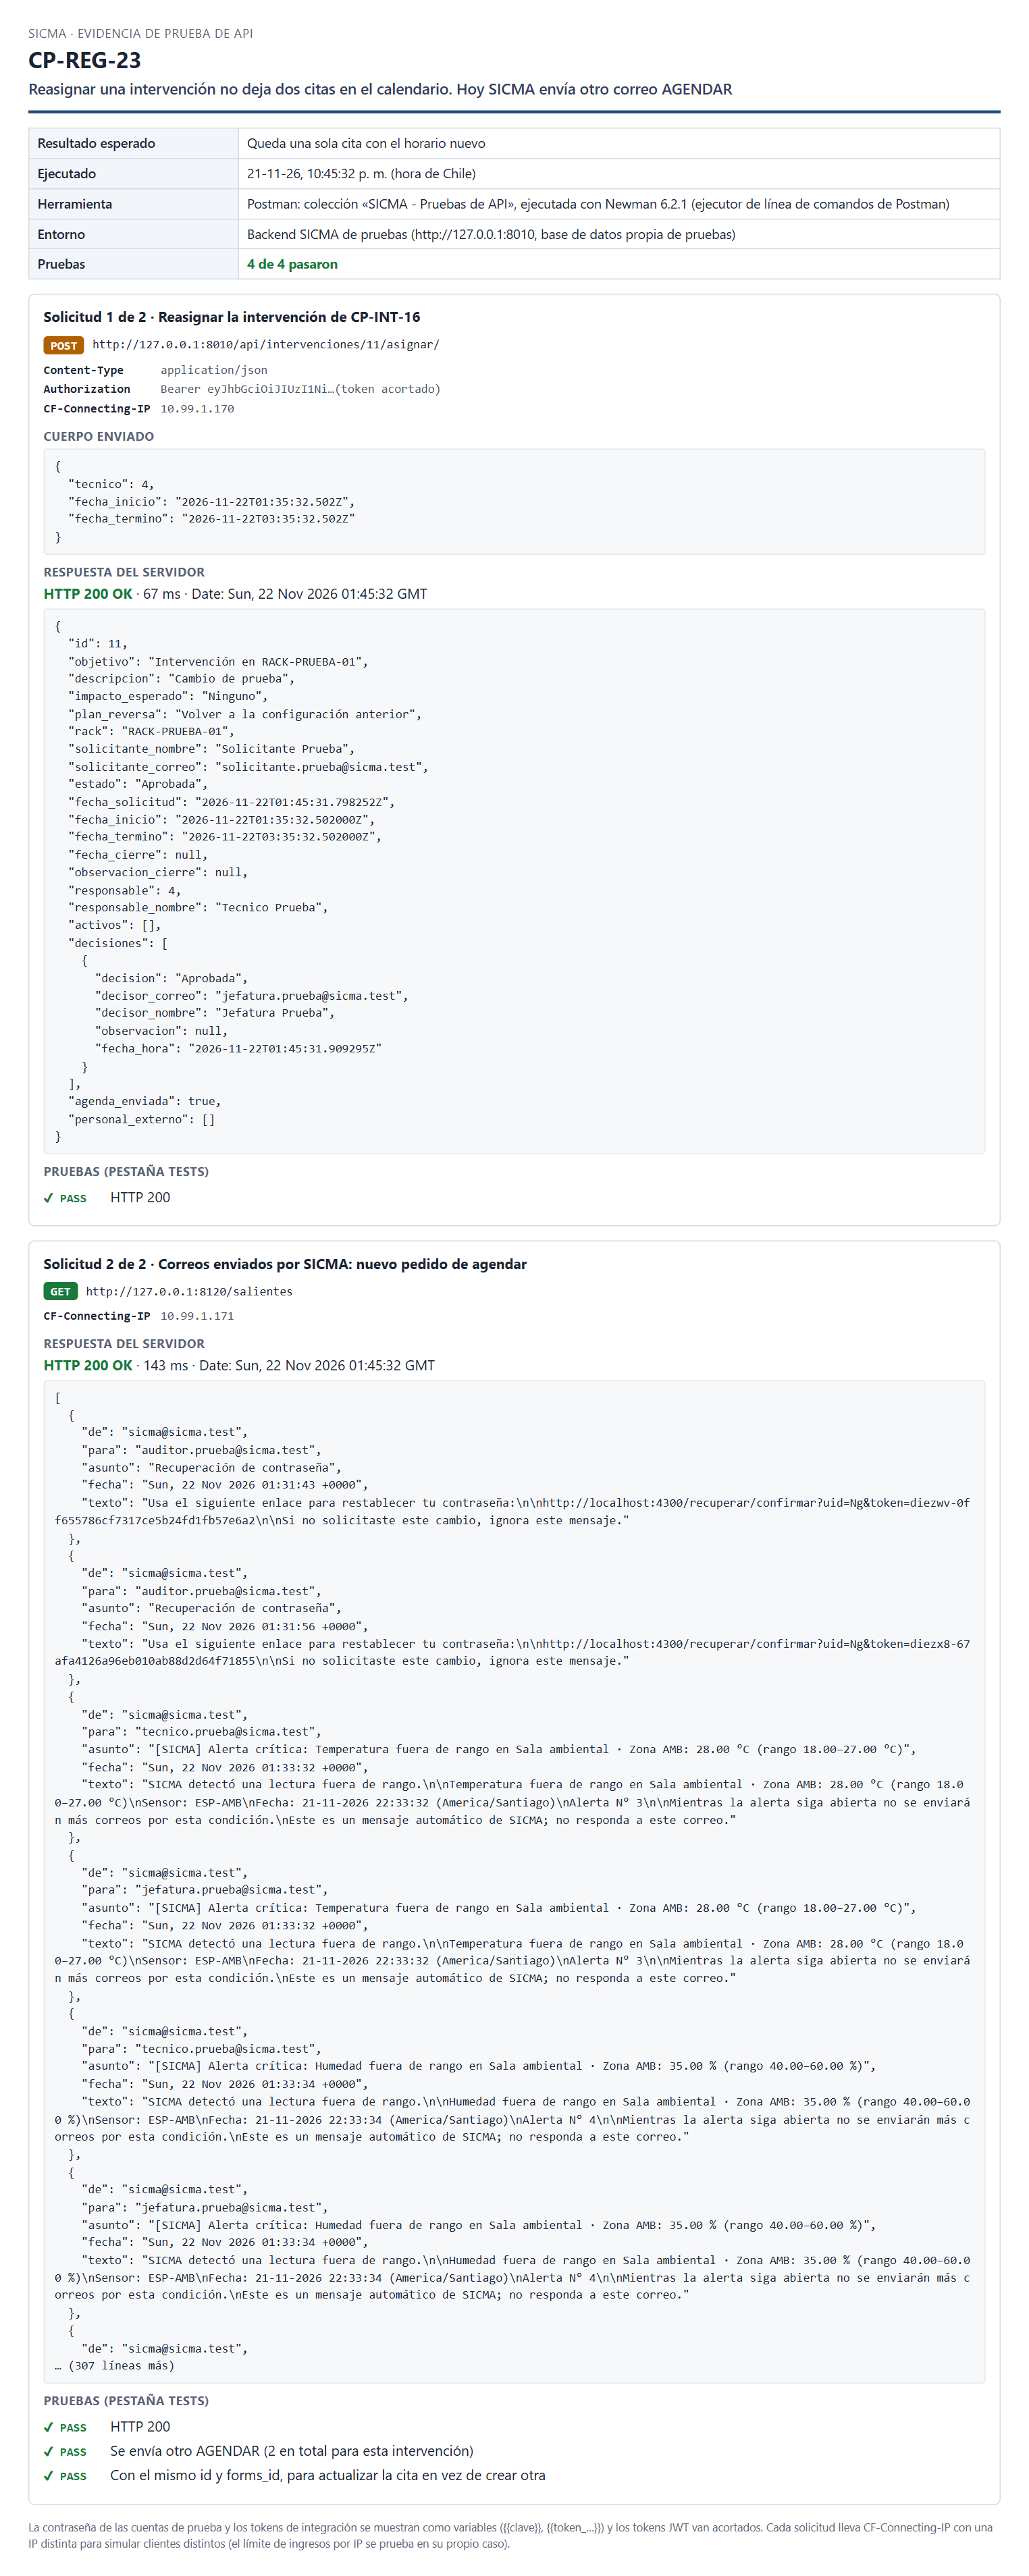 SICMA · EVIDENCIA DE PRUEBA DE API
CP-REG-23
Reasignar una intervención no deja dos citas en el calendario. Hoy SICMA envía otro correo AGENDAR
Resultado esperado Queda una sola cita con el horario nuevo
Ejecutado 21-11-26, 10:45:32 p. m. (hora de Chile)
Herramienta Postman: colección «SICMA - Pruebas de API», ejecutada con Newman 6.2.1 (ejecutor de línea de comandos de Postman)
Entorno Backend SICMA de pruebas (http://127.0.0.1:8010, base de datos propia de pruebas)
Pruebas 4 de 4 pasaron
Solicitud 1 de 2 · Reasignar la intervención de CP-INT-16
POST http://127.0.0.1:8010/api/intervenciones/11/asignar/
Content-Type application/json
Authorization Bearer eyJhbGciOiJIUzI1Ni…(token acortado)
CF-Connecting-IP 10.99.1.170
CUERPO ENVIADO
{
"tecnico": 4,
"fecha_inicio": "2026-11-22T01:35:32.502Z",
"fecha_termino": "2026-11-22T03:35:32.502Z"
}
RESPUESTA DEL SERVIDOR
HTTP 200 OK · 67 ms · Date: Sun, 22 Nov 2026 01:45:32 GMT
{
"id": 11,
"objetivo": "Intervención en RACK-PRUEBA-01",
"descripcion": "Cambio de prueba",
"impacto_esperado": "Ninguno",
"plan_reversa": "Volver a la configuración anterior",
"rack": "RACK-PRUEBA-01",
"solicitante_nombre": "Solicitante Prueba",
"solicitante_correo": "solicitante.prueba@sicma.test",
"estado": "Aprobada",
"fecha_solicitud": "2026-11-22T01:45:31.798252Z",
"fecha_inicio": "2026-11-22T01:35:32.502000Z",
"fecha_termino": "2026-11-22T03:35:32.502000Z",
"fecha_cierre": null,
"observacion_cierre": null,
"responsable": 4,
"responsable_nombre": "Tecnico Prueba",
"activos": [],
"decisiones": [
{
"decision": "Aprobada",
"decisor_correo": "jefatura.prueba@sicma.test",
"decisor_nombre": "Jefatura Prueba",
"observacion": null,
"fecha_hora": "2026-11-22T01:45:31.909295Z"
}
],
"agenda_enviada": true,
"personal_externo": []
}
PRUEBAS (PESTAÑA TESTS)
✔ PASS HTTP 200
Solicitud 2 de 2 · Correos enviados por SICMA: nuevo pedido de agendar
GET http://127.0.0.1:8120/salientes
CF-Connecting-IP 10.99.1.171
RESPUESTA DEL SERVIDOR
HTTP 200 OK · 143 ms · Date: Sun, 22 Nov 2026 01:45:32 GMT
[
{
"de": "sicma@sicma.test",
"para": "auditor.prueba@sicma.test",
"asunto": "Recuperación de contraseña",
"fecha": "Sun, 22 Nov 2026 01:31:43 +0000",
"texto": "Usa el siguiente enlace para restablecer tu contraseña:\n\nhttp://localhost:4300/recuperar/confirmar?uid=Ng&token=diezwv-0f
f655786cf7317ce5b24fd1fb57e6a2\n\nSi no solicitaste este cambio, ignora este mensaje."
},
{
"de": "sicma@sicma.test",
"para": "auditor.prueba@sicma.test",
"asunto": "Recuperación de contraseña",
"fecha": "Sun, 22 Nov 2026 01:31:56 +0000",
"texto": "Usa el siguiente enlace para restablecer tu contraseña:\n\nhttp://localhost:4300/recuperar/confirmar?uid=Ng&token=diezx8-67
afa4126a96eb010ab88d2d64f71855\n\nSi no solicitaste este cambio, ignora este mensaje."
},
{
"de": "sicma@sicma.test",
"para": "tecnico.prueba@sicma.test",
"asunto": "[SICMA] Alerta crítica: Temperatura fuera de rango en Sala ambiental · Zona AMB: 28.00 °C (rango 18.00–27.00 °C)",
"fecha": "Sun, 22 Nov 2026 01:33:32 +0000",
"texto": "SICMA detectó una lectura fuera de rango.\n\nTemperatura fuera de rango en Sala ambiental · Zona AMB: 28.00 °C (rango 18.0
0–27.00 °C)\nSensor: ESP-AMB\nFecha: 21-11-2026 22:33:32 (America/Santiago)\nAlerta N° 3\n\nMientras la alerta siga abierta no se enviará
n más correos por esta condición.\nEste es un mensaje automático de SICMA; no responda a este correo."
},
{
"de": "sicma@sicma.test",
"para": "jefatura.prueba@sicma.test",
"asunto": "[SICMA] Alerta crítica: Temperatura fuera de rango en Sala ambiental · Zona AMB: 28.00 °C (rango 18.00–27.00 °C)",
"fecha": "Sun, 22 Nov 2026 01:33:32 +0000",
"texto": "SICMA detectó una lectura fuera de rango.\n\nTemperatura fuera de rango en Sala ambiental · Zona AMB: 28.00 °C (rango 18.0
0–27.00 °C)\nSensor: ESP-AMB\nFecha: 21-11-2026 22:33:32 (America/Santiago)\nAlerta N° 3\n\nMientras la alerta siga abierta no se enviará
n más correos por esta condición.\nEste es un mensaje automático de SICMA; no responda a este correo."
},
{
"de": "sicma@sicma.test",
"para": "tecnico.prueba@sicma.test",
"asunto": "[SICMA] Alerta crítica: Humedad fuera de rango en Sala ambiental · Zona AMB: 35.00 % (rango 40.00–60.00 %)",
"fecha": "Sun, 22 Nov 2026 01:33:34 +0000",
"texto": "SICMA detectó una lectura fuera de rango.\n\nHumedad fuera de rango en Sala ambiental · Zona AMB: 35.00 % (rango 40.00–60.0
0 %)\nSensor: ESP-AMB\nFecha: 21-11-2026 22:33:34 (America/Santiago)\nAlerta N° 4\n\nMientras la alerta siga abierta no se enviarán más c
orreos por esta condición.\nEste es un mensaje automático de SICMA; no responda a este correo."
},
{
"de": "sicma@sicma.test",
"para": "jefatura.prueba@sicma.test",
"asunto": "[SICMA] Alerta crítica: Humedad fuera de rango en Sala ambiental · Zona AMB: 35.00 % (rango 40.00–60.00 %)",
"fecha": "Sun, 22 Nov 2026 01:33:34 +0000",
"texto": "SICMA detectó una lectura fuera de rango.\n\nHumedad fuera de rango en Sala ambiental · Zona AMB: 35.00 % (rango 40.00–60.0
0 %)\nSensor: ESP-AMB\nFecha: 21-11-2026 22:33:34 (America/Santiago)\nAlerta N° 4\n\nMientras la alerta siga abierta no se enviarán más c
orreos por esta condición.\nEste es un mensaje automático de SICMA; no responda a este correo."
},
{
"de": "sicma@sicma.test",
… (307 líneas más)
PRUEBAS (PESTAÑA TESTS)
✔ PASS HTTP 200
✔ PASS Se envía otro AGENDAR (2 en total para esta intervención)
✔ PASS Con el mismo id y forms_id, para actualizar la cita en vez de crear otra
La contraseña de las cuentas de prueba y los tokens de integración se muestran como variables ({{clave}}, {{token_…}}) y los tokens JWT van acortados. Cada solicitud lleva CF-Connecting-IP con una
IP distinta para simular clientes distintos (el límite de ingresos por IP se prueba en su propio caso).